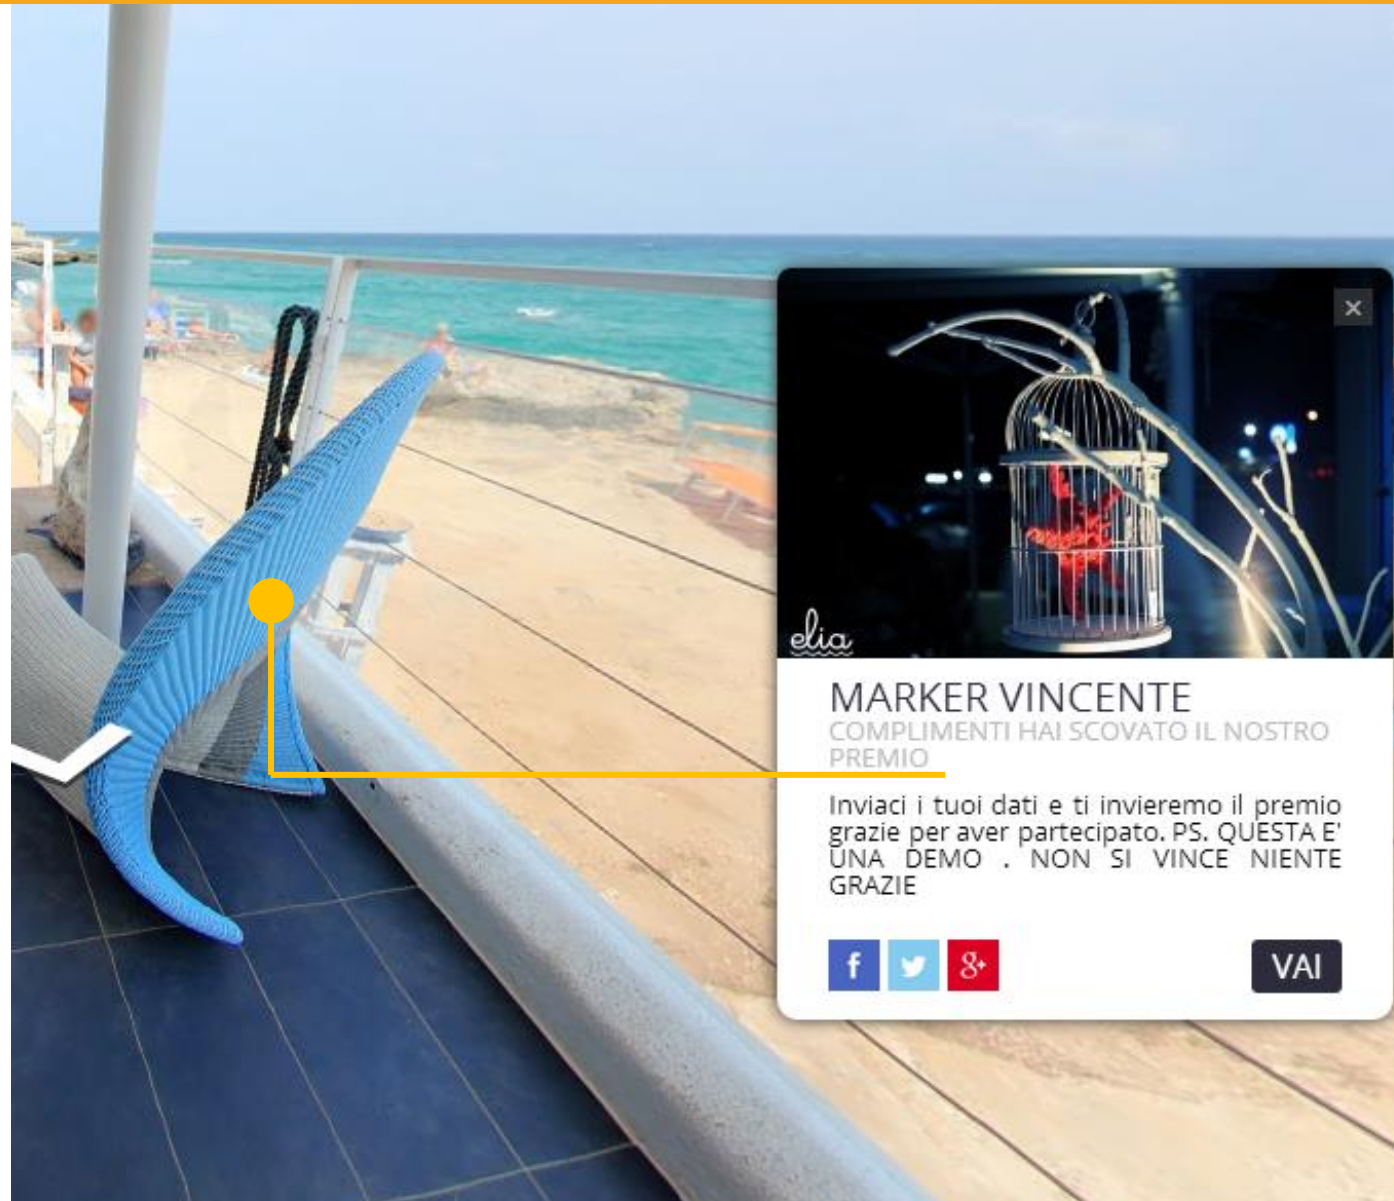 elia
MARKER VINCENTE
COMPLIMENTI HAI SCOVATO IL NOSTRO
PREMIO
Inviaci i tuoi dati e ti invieremo il premio
grazie per aver partecipato. PS. QUESTA E'
UNA DEMO . NON SI VINCE NIENTE
GRAZIE
f
8+
VAI